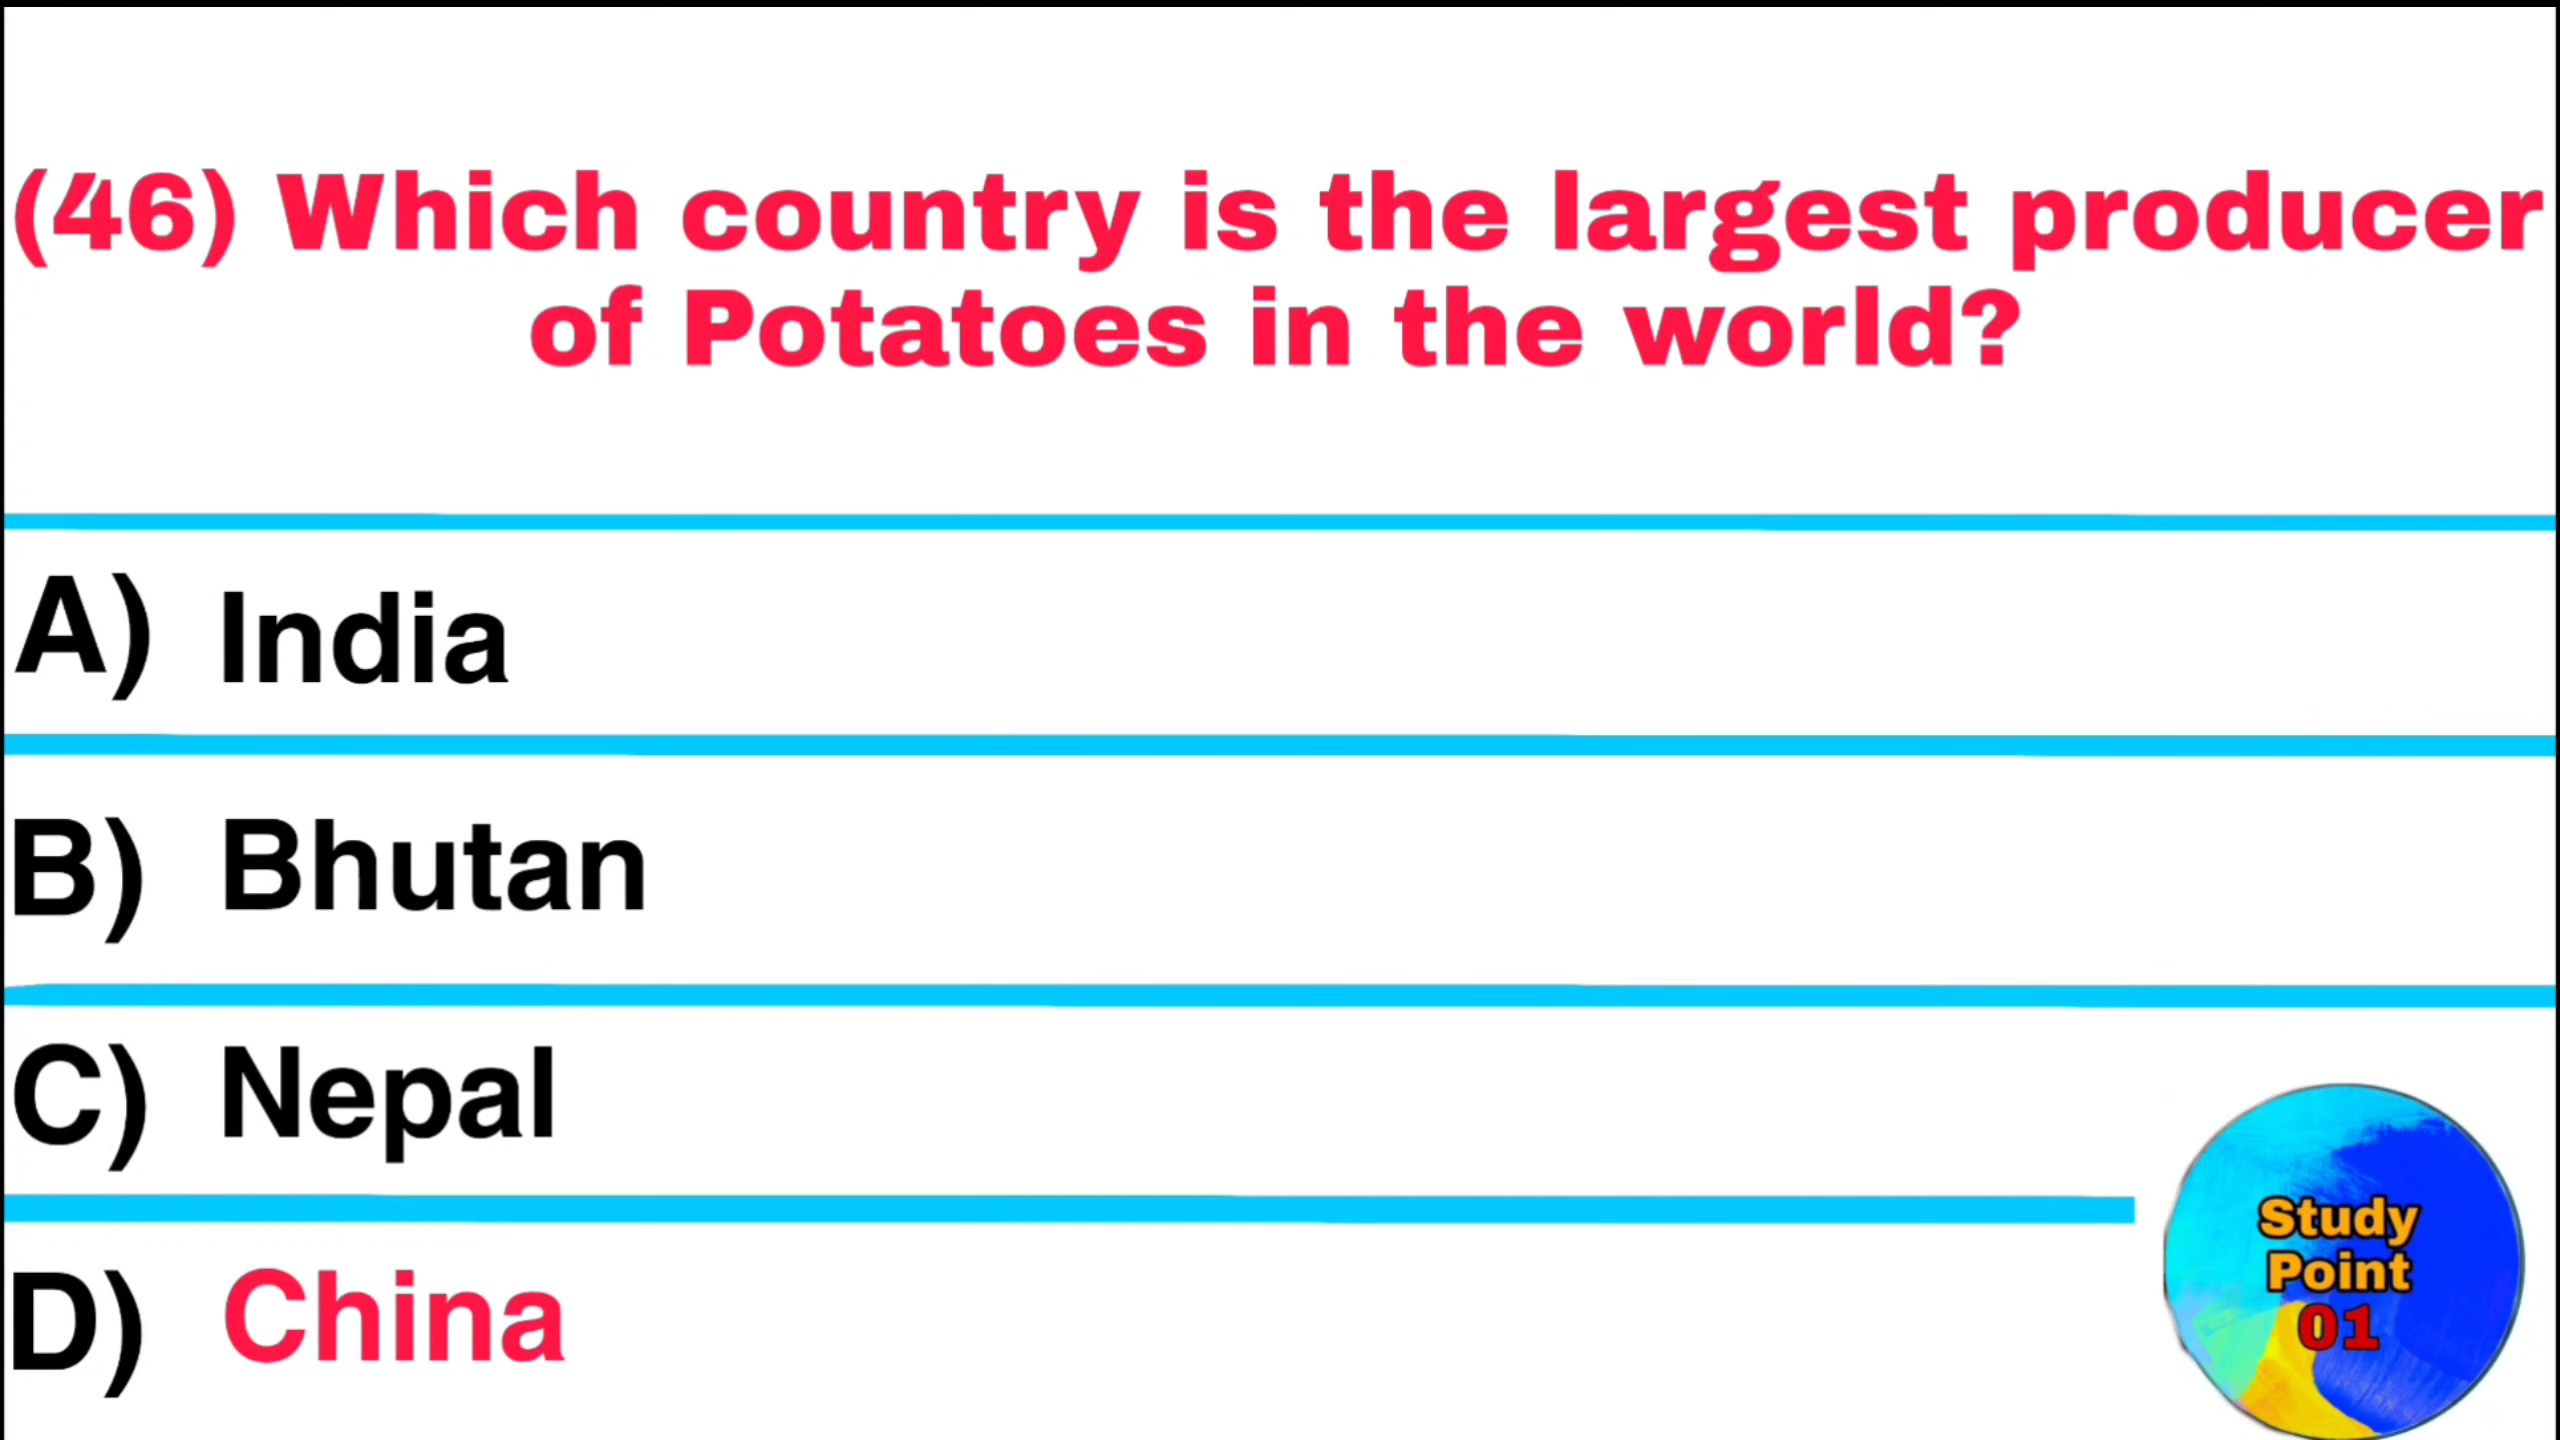 (46) Which country is the largest producer
of Potatoes in the world?
A) India
B) Bhutan
C) Nepal
D) China
Study
Point
01